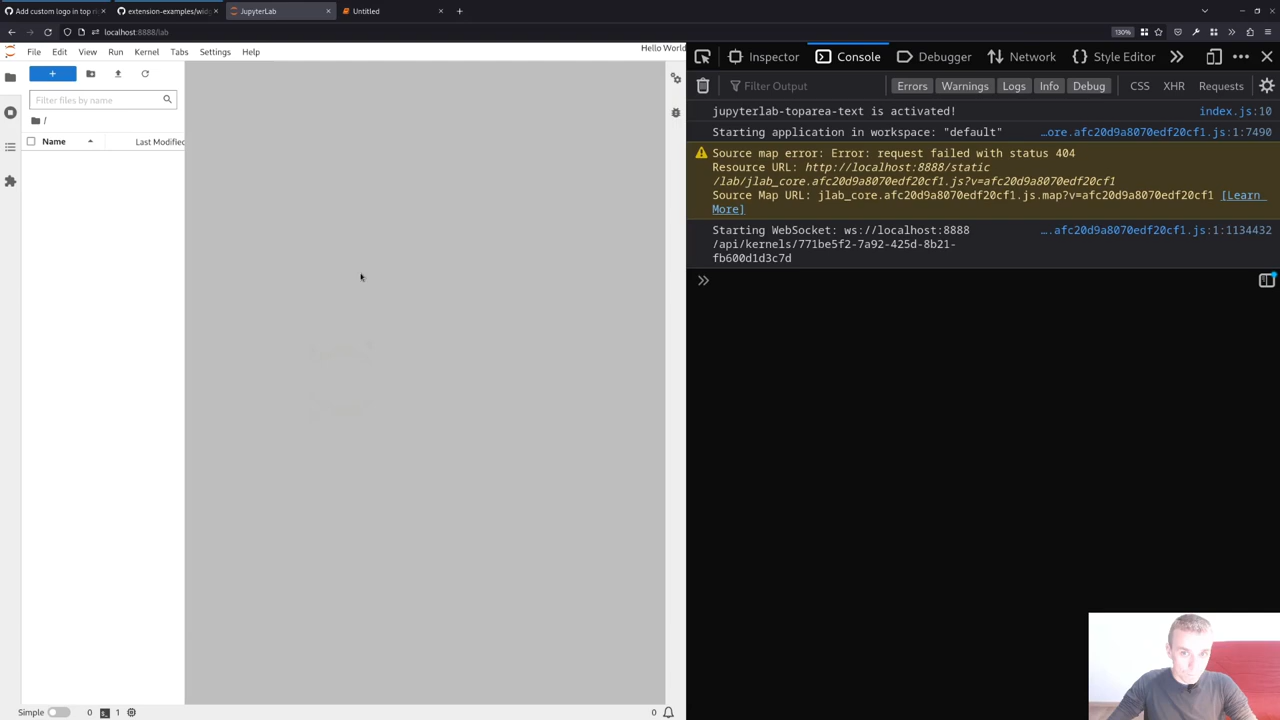 Add custom logo in top ri
extension-examples/widg
JupyterLab
Untitled
localhost:8888/lab
130%
File Edit View Run Kernel Tabs Settings Help
Hello World
Inspector Console Debugger Network Style Editor
Filter files by name
Filter Output
Errors Warnings Logs Info Debug CSS XHR Requests
/
Name Last Modified
jupyterlab-toparea-text is activated! index.js:10
Starting application in workspace: "default" …ore.afc20d9a8070edf20cf1.js:1:7490
Source map error: Error: request failed with status 404
Resource URL: http://localhost:8888/static
/lab/jlab_core.afc20d9a8070edf20cf1.js?v=afc20d9a8070edf20cf1
Source Map URL: jlab_core.afc20d9a8070edf20cf1.js.map?v=afc20d9a8070edf20cf1 [Learn
More]
Starting WebSocket: ws://localhost:8888 ….afc20d9a8070edf20cf1.js:1:1134432
/api/kernels/771be5f2-7a92-425d-8b21-
fb600d1d3c7d
Simple 0 1 0